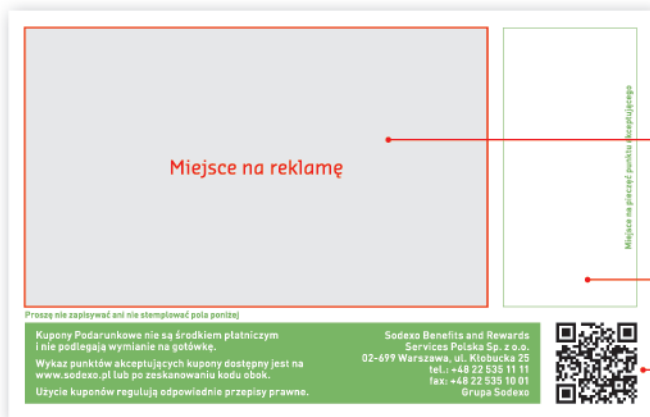 Miejsce na reklamę
Miejsce na pieczęć punktu akceptującego
Proszę nie zapisywać ani nie stemplować pola poniżej
Kupony Podarunkowe nie są środkiem płatniczym
i nie podlegają wymianie na gotówkę.
Wykaz punktów akceptujących kupony dostępny jest na
www.sodexo.pl lub po zeskanowaniu kodu obok.
Użycie kuponów regulują odpowiednie przepisy prawne.
Sodexo Benefits and Rewards
Services Polska Sp. z o.o.
02-699 Warszawa, ul. Kłobucka 25
tel.: +48 22 535 11 11
fax: +48 22 535 10 01
Grupa Sodexo